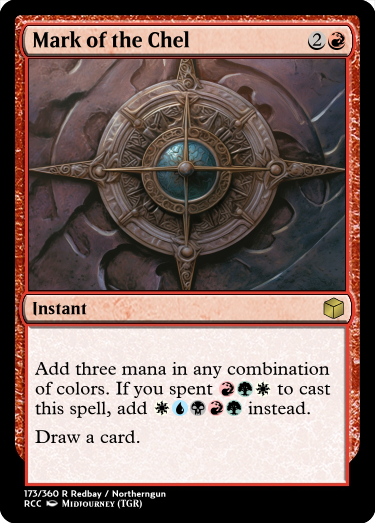 Mark of the Chel 2
Instant
Add three mana in any combination
of colors. If you spent to cast
this spell, add instead.
Draw a card.
173/360 R Redbay / Northerngun
RCC Midjourney (TGR)